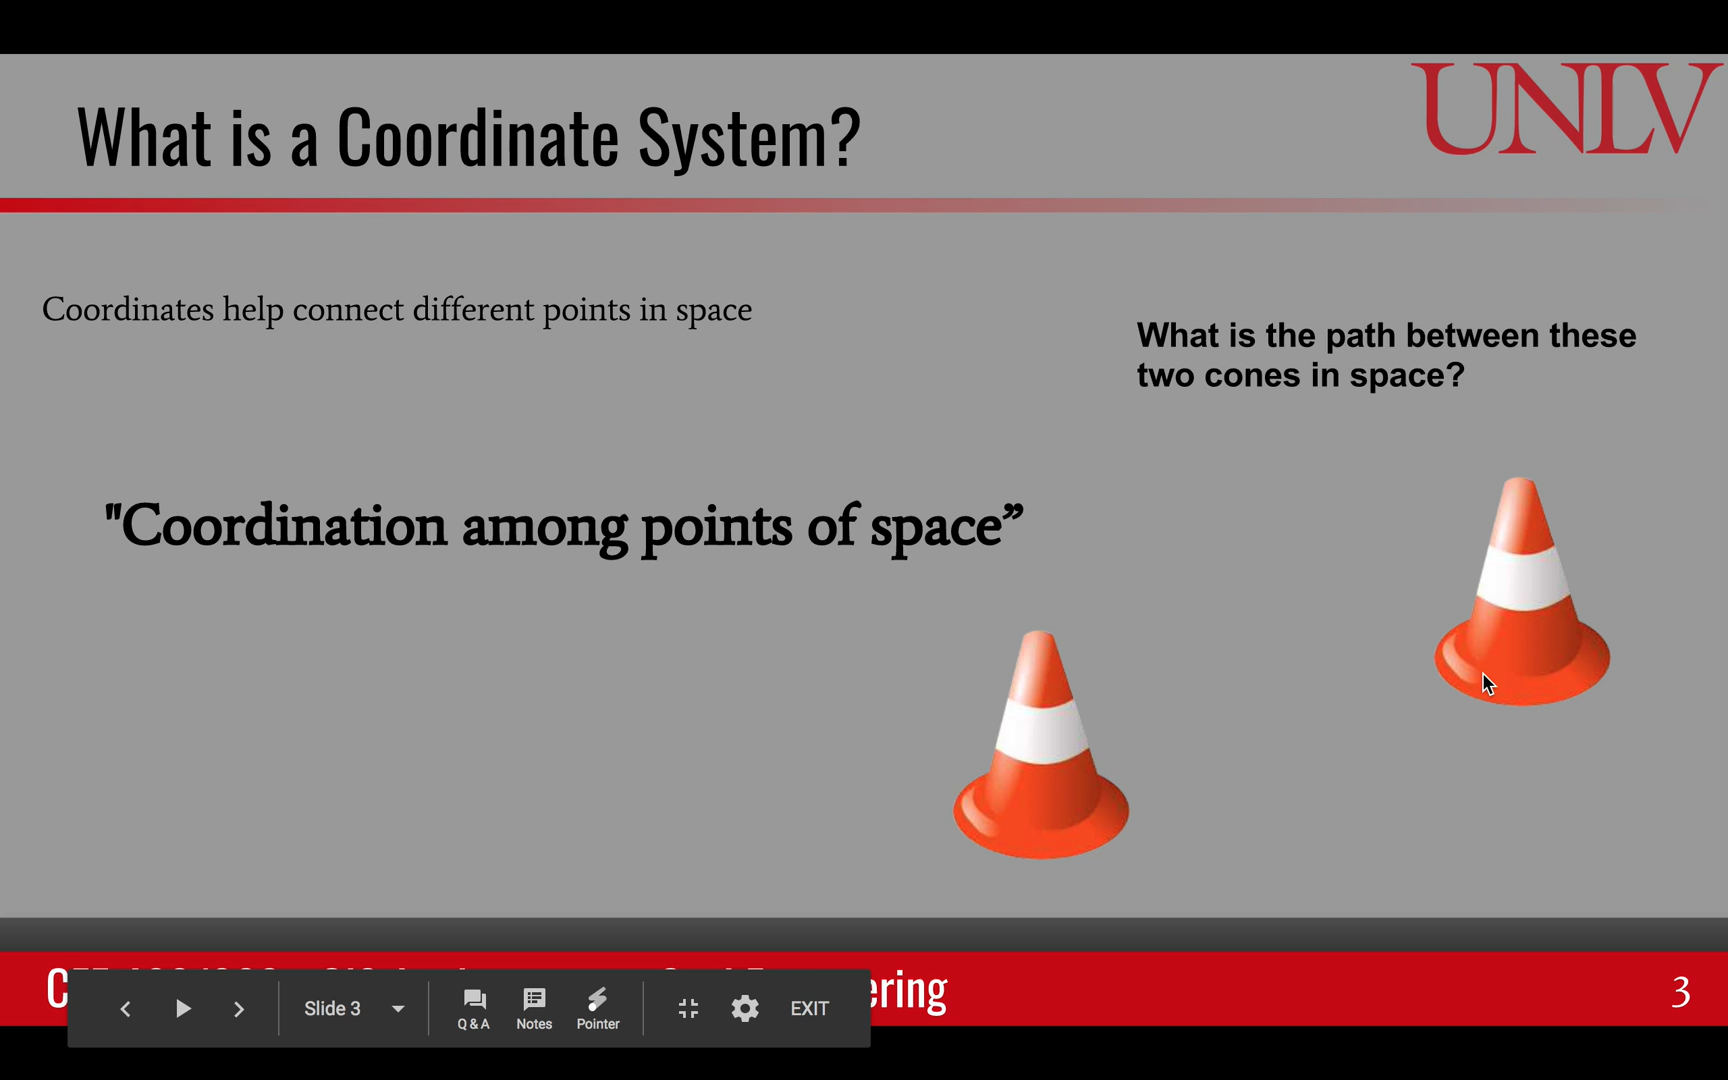 UNLV
What is a Coordinate System?
Coordinates help connect different points in space
What is the path between these
two cones in space?
"Coordination among points of space”
ering
3
Slide 3
Q & A
Notes
Pointer
EXIT